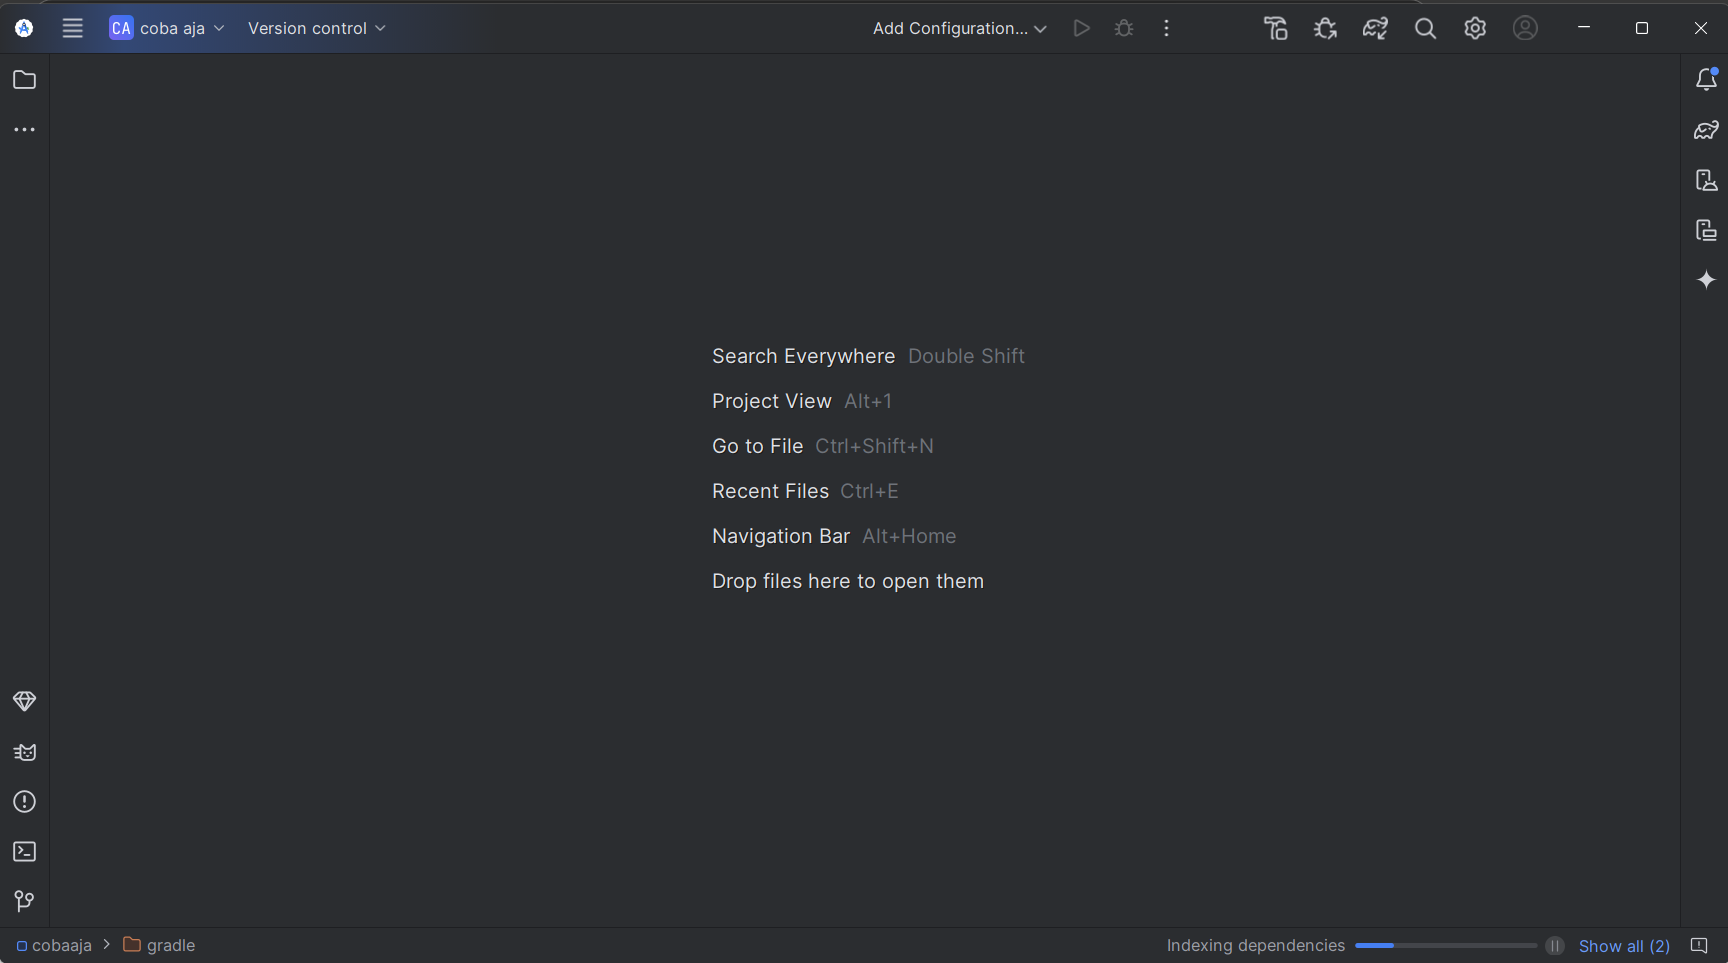 CA coba aja Version control Add Configuration...
Search Everywhere Double Shift
Project View Alt+1
Go to File Ctrl+Shift+N
Recent Files Ctrl+E
Navigation Bar Alt+Home
Drop files here to open them
cobaaja > gradle Indexing dependencies Show all (2)